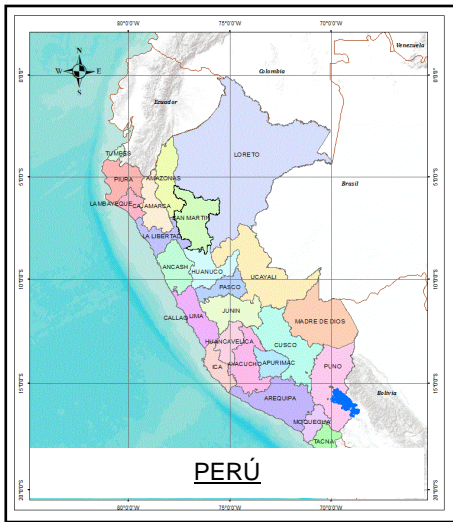 80°0'0"W 75°0'0"W 70°0'0"W
Venezuela
N
W E
S
Colombia
0°0'0"
0°0'0"
Ecuador
TUMBES
LORETO
PIURA
AMAZONAS
5°0'0"S
5°0'0"S
Brasil
LAMBAYEQUE
CAJAMARCA
SAN MARTIN
LA LIBERTAD
ANCASH
HUANUCO
UCAYALI
10°0'0"S
10°0'0"S
PASCO
CALLAO
LIMA
JUNIN
MADRE DE DIOS
HUANCAVELICA
CUSCO
ICA
AYACUCHO
APURIMAC
PUNO
15°0'0"S
15°0'0"S
AREQUIPA
Bolivia
MOQUEGUA
TACNA
PERÚ
20°0'0"S
20°0'0"S
80°0'0"W 75°0'0"W 70°0'0"W